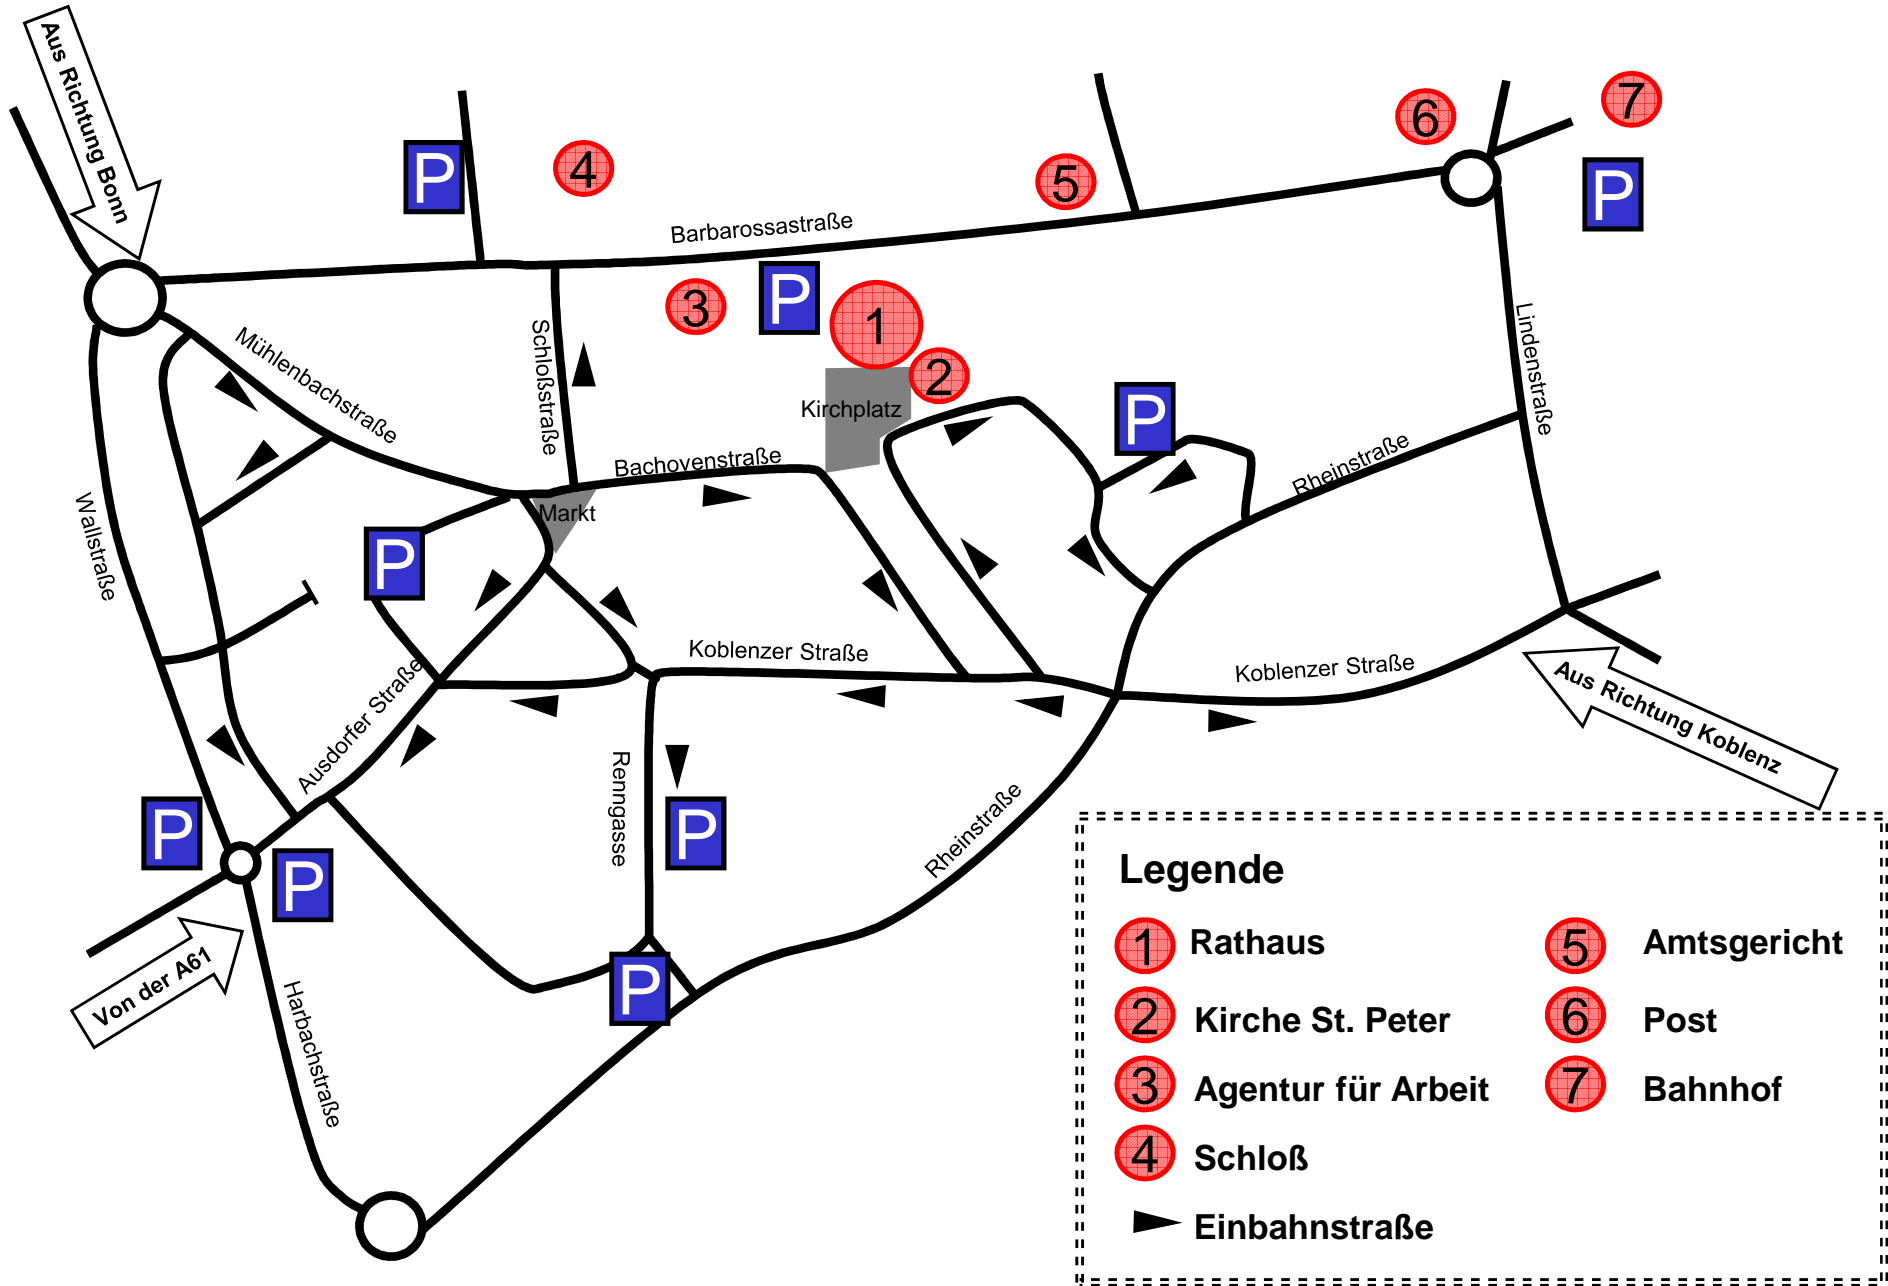 Aus Richtung Bonn
P
4
5
6
7
P
Barbarossastraße
3
P
1
2
Kirchplatz
Mühlenbachstraße
Schloßstraße
Lindenstraße
P
Bachovenstraße
Rheinstraße
Markt
Wallstraße
P
Koblenzer Straße
Koblenzer Straße
Aus Richtung Koblenz
Ausdorfer Straße
Renngasse
P
P
P
Rheinstraße
Von der A61
P
Harbachstraße
Legende
1 Rathaus
2 Kirche St. Peter
3 Agentur für Arbeit
4 Schloß
Einbahnstraße
5 Amtsgericht
6 Post
7 Bahnhof